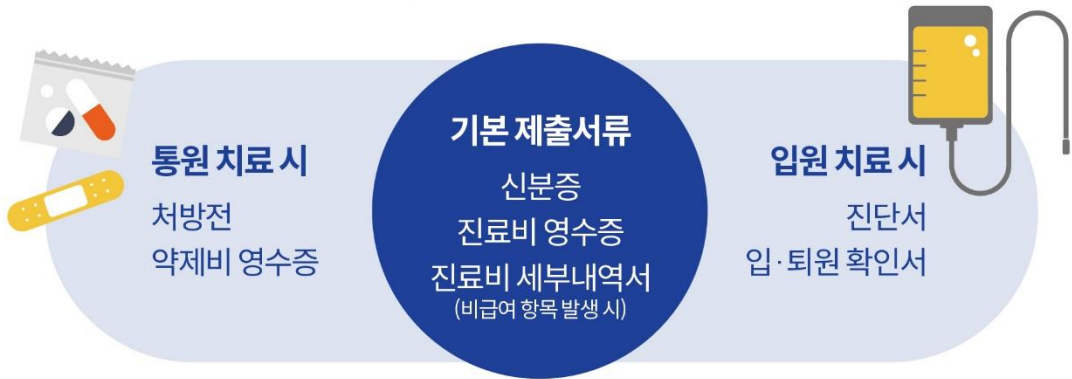 통원 치료 시
처방전
약제비 영수증
기본 제출서류
신분증
진료비 영수증
진료비 세부내역서
(비급여 항목 발생 시)
입원 치료 시
진단서
입·퇴원 확인서